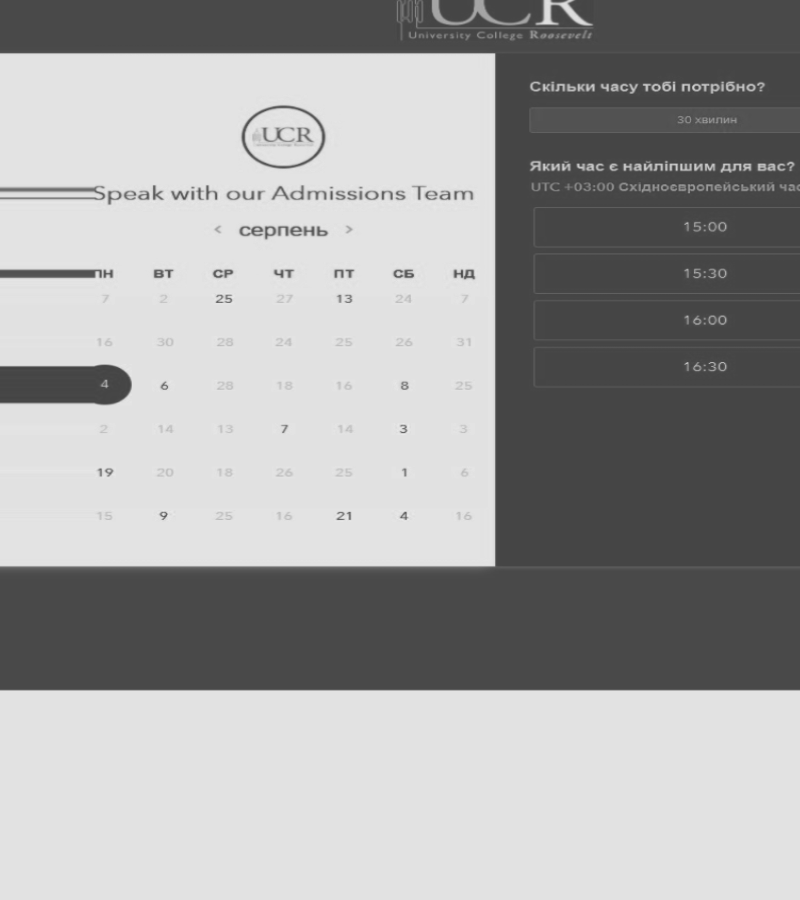 UCR
University College Roosevelt
UCR
Speak with our Admissions Team
< серпень >
ПН ВТ СР ЧТ ПТ СБ НД
7 2 25 27 13 24 7
16 30 28 24 25 26 31
4 6 28 18 16 8 25
2 14 13 7 14 3 3
19 20 18 26 25 1 6
15 9 25 16 21 4 16
Скільки часу тобі потрібно?
30 хвилин
Який час є найліпшим для вас?
UTC +03:00 Східноєвропейський час
15:00
15:30
16:00
16:30